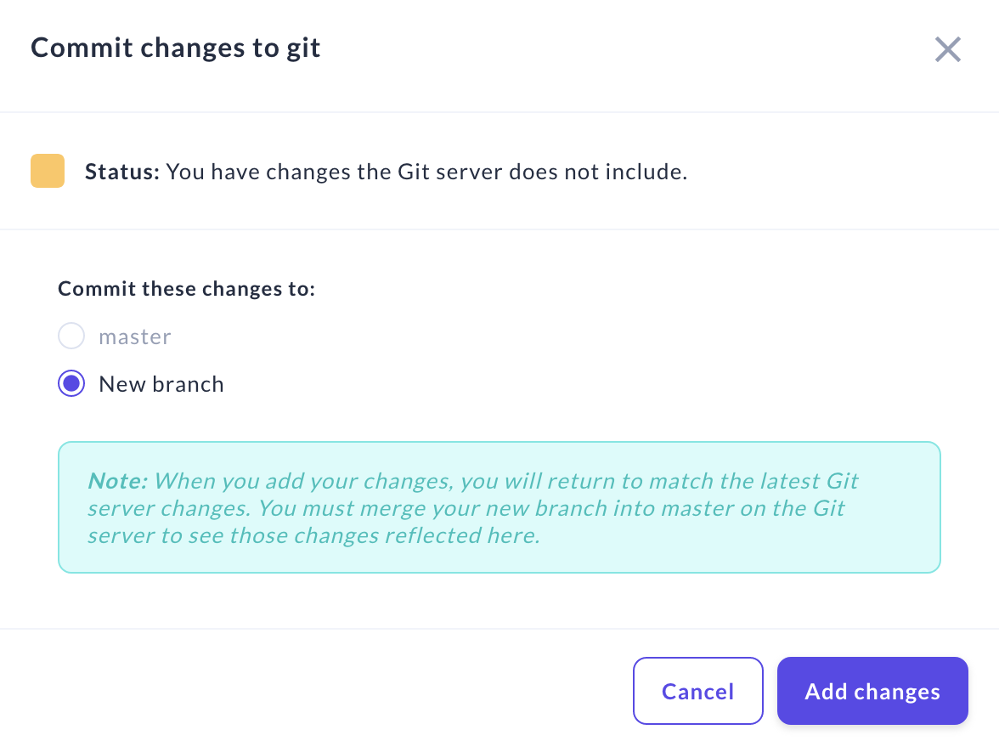 Commit changes to git
Status: You have changes the Git server does not include.
Commit these changes to:
master
New branch
Note: When you add your changes, you will return to match the latest Git
server changes. You must merge your new branch into master on the Git
server to see those changes reflected here.
Cancel
Add changes